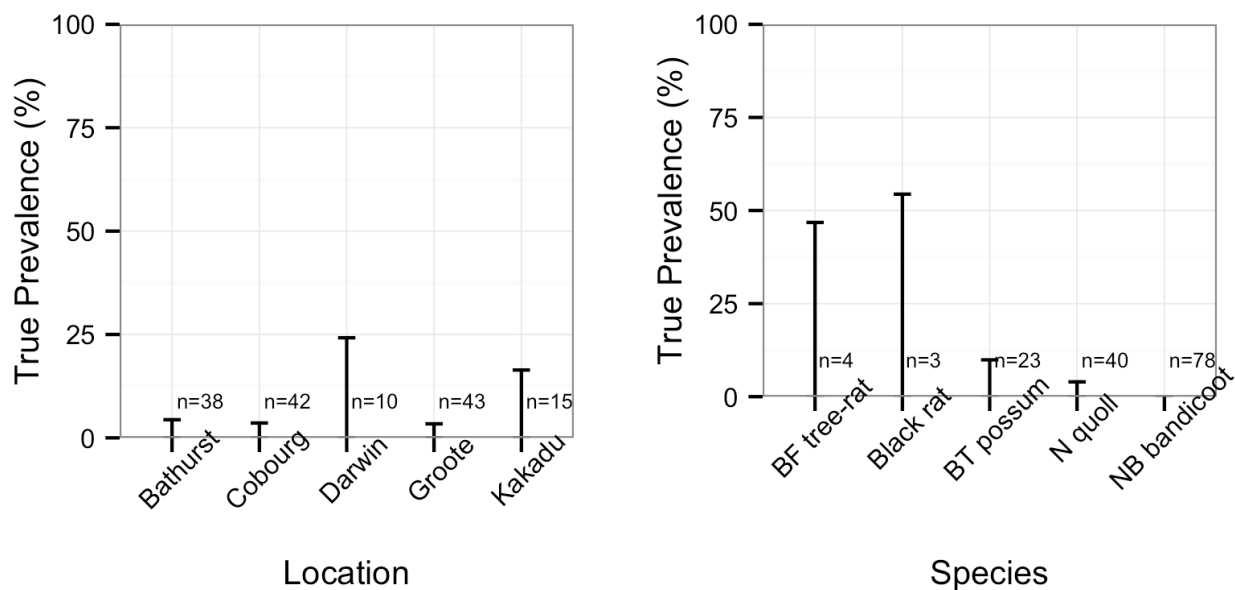 True Prevalence (%)
100
75
50
25
0
n=38
n=42
n=10
n=43
n=15
Bathurst
Cobourg
Darwin
Groote
Kakadu
Location
True Prevalence (%)
100
75
50
25
0
n=4
n=3
n=23
n=40
n=78
BF tree-rat
Black rat
BT possum
N quoll
NB bandicoot
Species